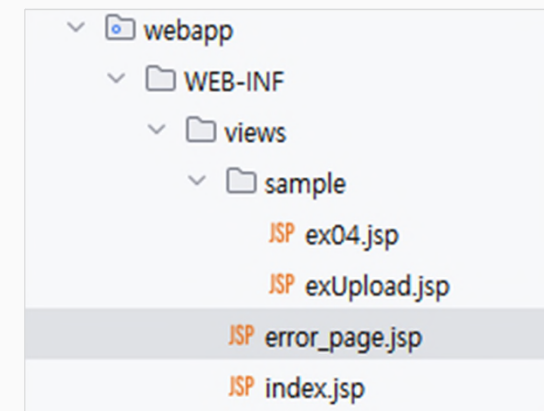 webapp
WEB-INF
views
sample
JSP ex04.jsp
JSP exUpload.jsp
JSP error_page.jsp
JSP index.jsp